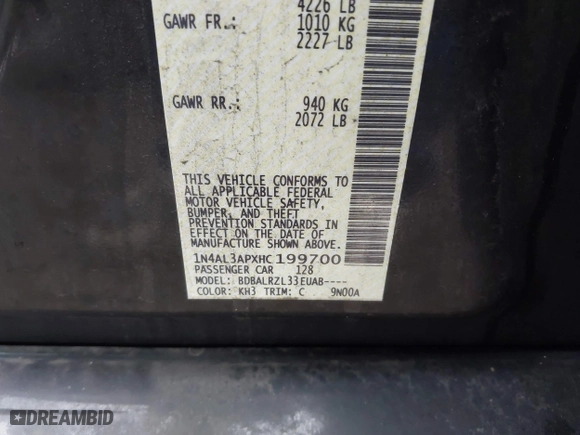 4226 LB
GAWR FR.: 1010 KG
2227 LB
GAWR RR.: 940 KG
2072 LB
THIS VEHICLE CONFORMS TO
ALL APPLICABLE FEDERAL
MOTOR VEHICLE SAFETY,
BUMPER, AND THEFT
PREVENTION STANDARDS IN
EFFECT ON THE DATE OF
MANUFACTURE SHOWN ABOVE.
1N4AL3APXHC199700
PASSENGER CAR 128
MODEL: BDBALRZL33EUAB----
COLOR: KH3 TRIM: C 9N00A
DREAMBID